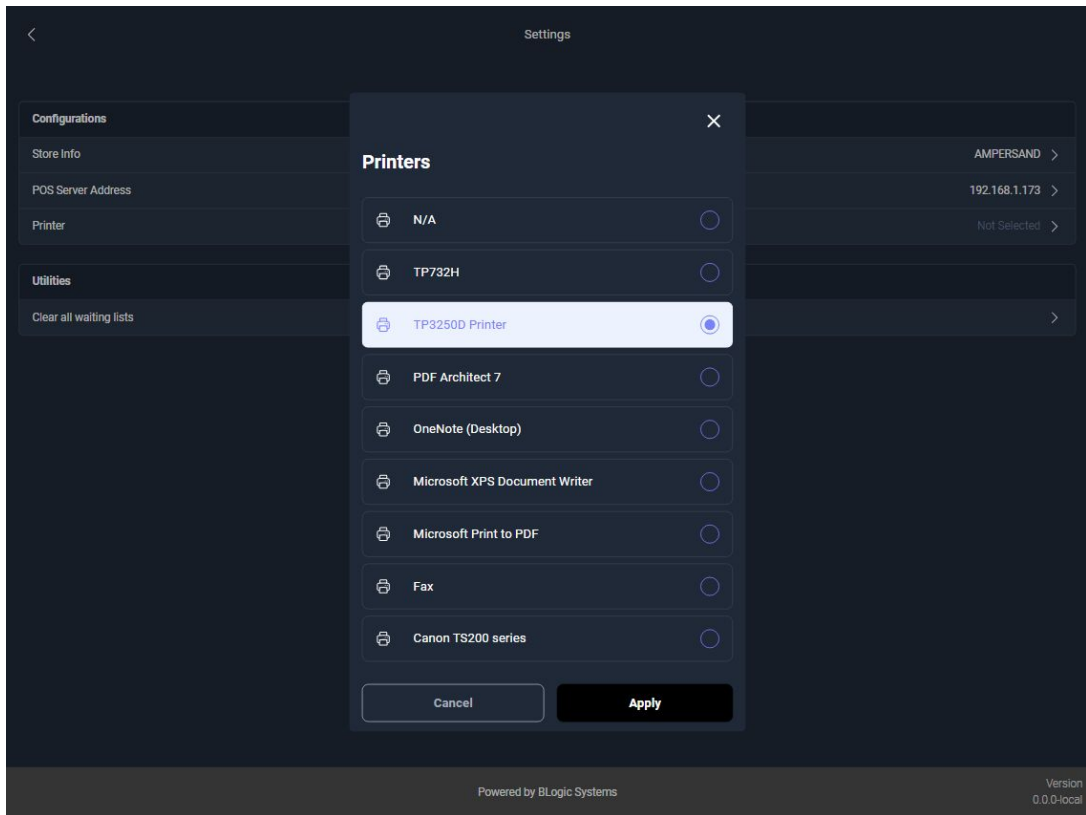 Settings
Configurations
Store Info
AMPERSAND
POS Server Address
192.168.1.173
Printer
Not Selected
Utilities
Clear all waiting lists
Printers
N/A
TP732H
TP3250D Printer
PDF Architect 7
OneNote (Desktop)
Microsoft XPS Document Writer
Microsoft Print to PDF
Fax
Canon TS200 series
Cancel
Apply
Powered by BLogic Systems
Version
0.0.0-local